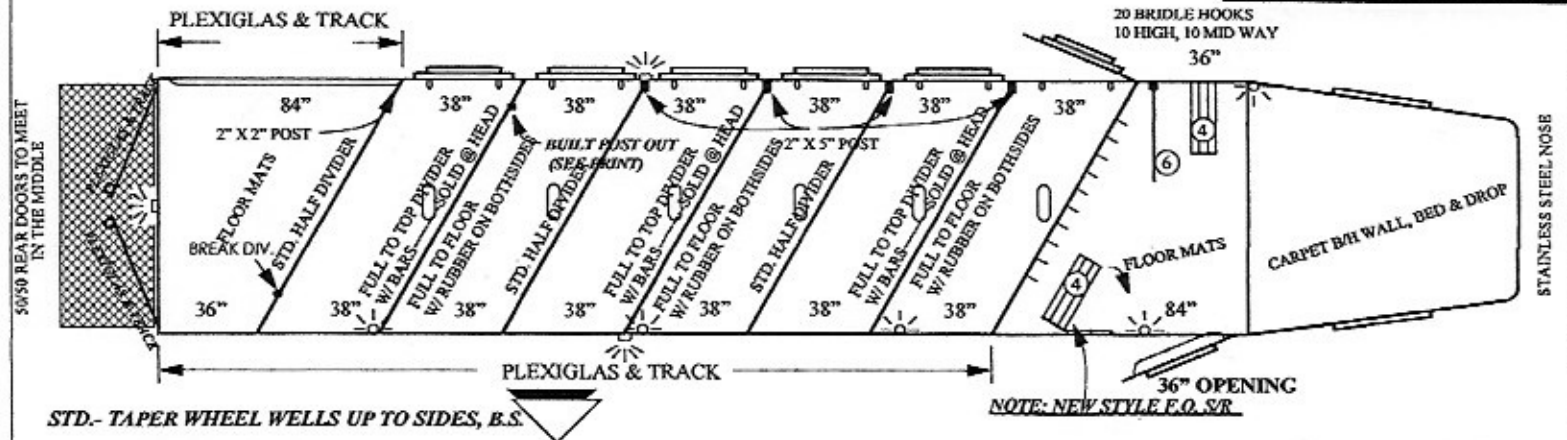 PLEXIGLAS & TRACK
20 BRIDLE HOOKS
10 HIGH, 10 MID WAY
36”
50/50 REAR DOORS TO MEET
IN THE MIDDLE
84”
38”
38”
38”
38”
38”
38”
2” X 2” POST
BUILT POST OUT
(SEE PRINT)
2” X 5” POST
PLEXIGLAS & TRACK
PLEXIGLAS & TRACK
FLOOR MATS
BREAK DIV.
STD. HALF DIVIDER
FULL TO TOP DIVIDER
W/ BARS SOLID @ HEAD
FULL TO FLOOR
W/ RUBBER ON BOTHSIDES
STD. HALF DIVIDER
FULL TO TOP DIVIDER
W/ BARS SOLID @ HEAD
FULL TO FLOOR
W/ RUBBER ON BOTHSIDES
STD. HALF DIVIDER
FULL TO TOP DIVIDER
W/ BARS SOLID @ HEAD
FULL TO FLOOR
W/ RUBBER ON BOTHSIDES
4
6
4
FLOOR MATS
CARPET B/H WALL, BED & DROP
STAINLESS STEEL NOSE
36”
38”
38”
38”
38”
38”
38”
84”
PLEXIGLAS & TRACK
36” OPENING
NOTE: NEW STYLE F.O. S/R
STD.- TAPER WHEEL WELLS UP TO SIDES, B.S.